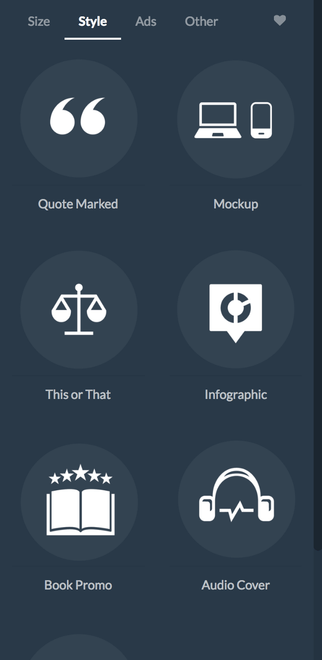 Size Style Ads Other
Quote Marked Mockup
This or That Infographic
Book Promo Audio Cover